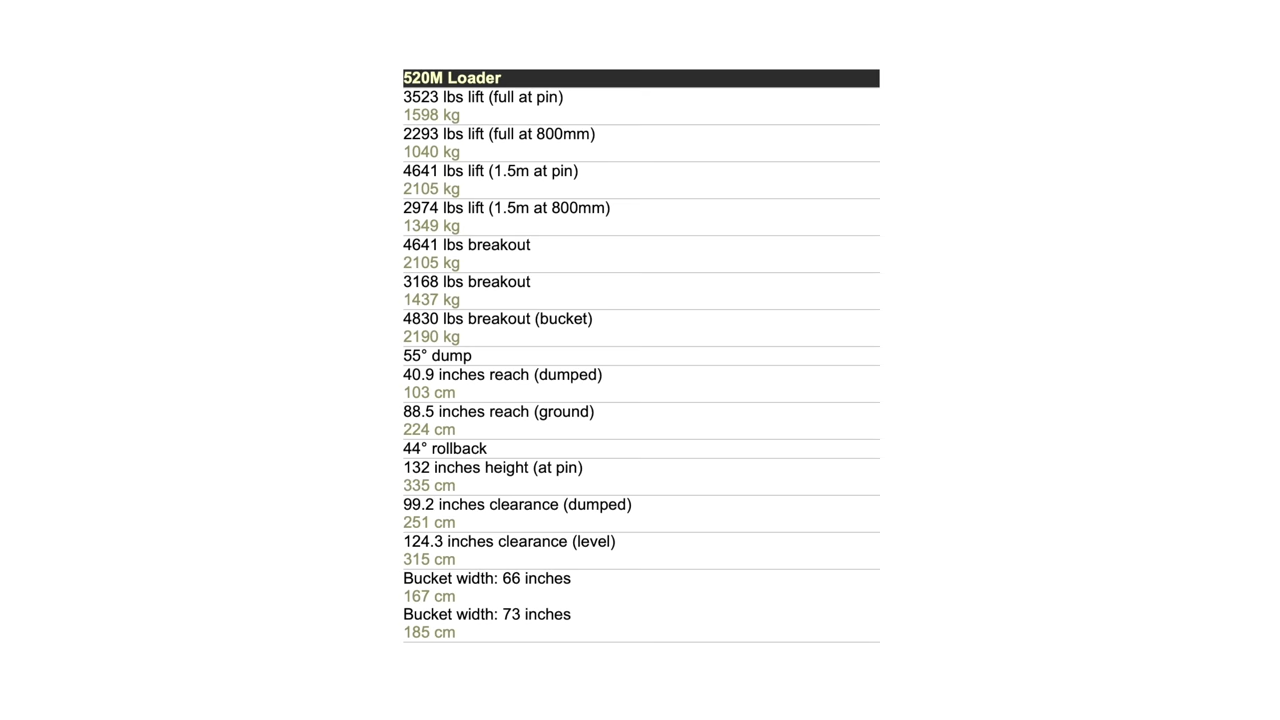 520M Loader
3523 lbs lift (full at pin)
1598 kg
2293 lbs lift (full at 800mm)
1040 kg
4641 lbs lift (1.5m at pin)
2105 kg
2974 lbs lift (1.5m at 800mm)
1349 kg
4641 lbs breakout
2105 kg
3168 lbs breakout
1437 kg
4830 lbs breakout (bucket)
2190 kg
55° dump
40.9 inches reach (dumped)
103 cm
88.5 inches reach (ground)
224 cm
44° rollback
132 inches height (at pin)
335 cm
99.2 inches clearance (dumped)
251 cm
124.3 inches clearance (level)
315 cm
Bucket width: 66 inches
167 cm
Bucket width: 73 inches
185 cm